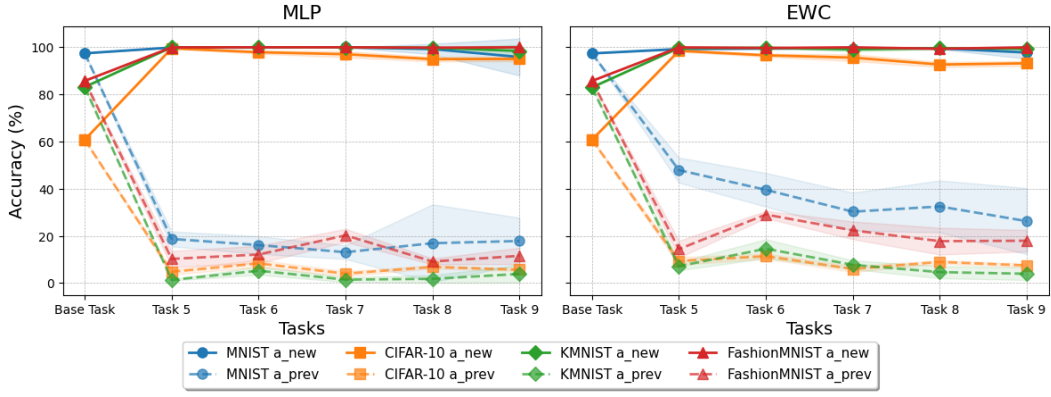 MLP
EWC
Accuracy (%)
100
80
60
40
20
0
Base Task Task 5 Task 6 Task 7 Task 8 Task 9
Base Task Task 5 Task 6 Task 7 Task 8 Task 9
Tasks
Tasks
MNIST a_new CIFAR-10 a_new KMNIST a_new FashionMNIST a_new
MNIST a_prev CIFAR-10 a_prev KMNIST a_prev FashionMNIST a_prev